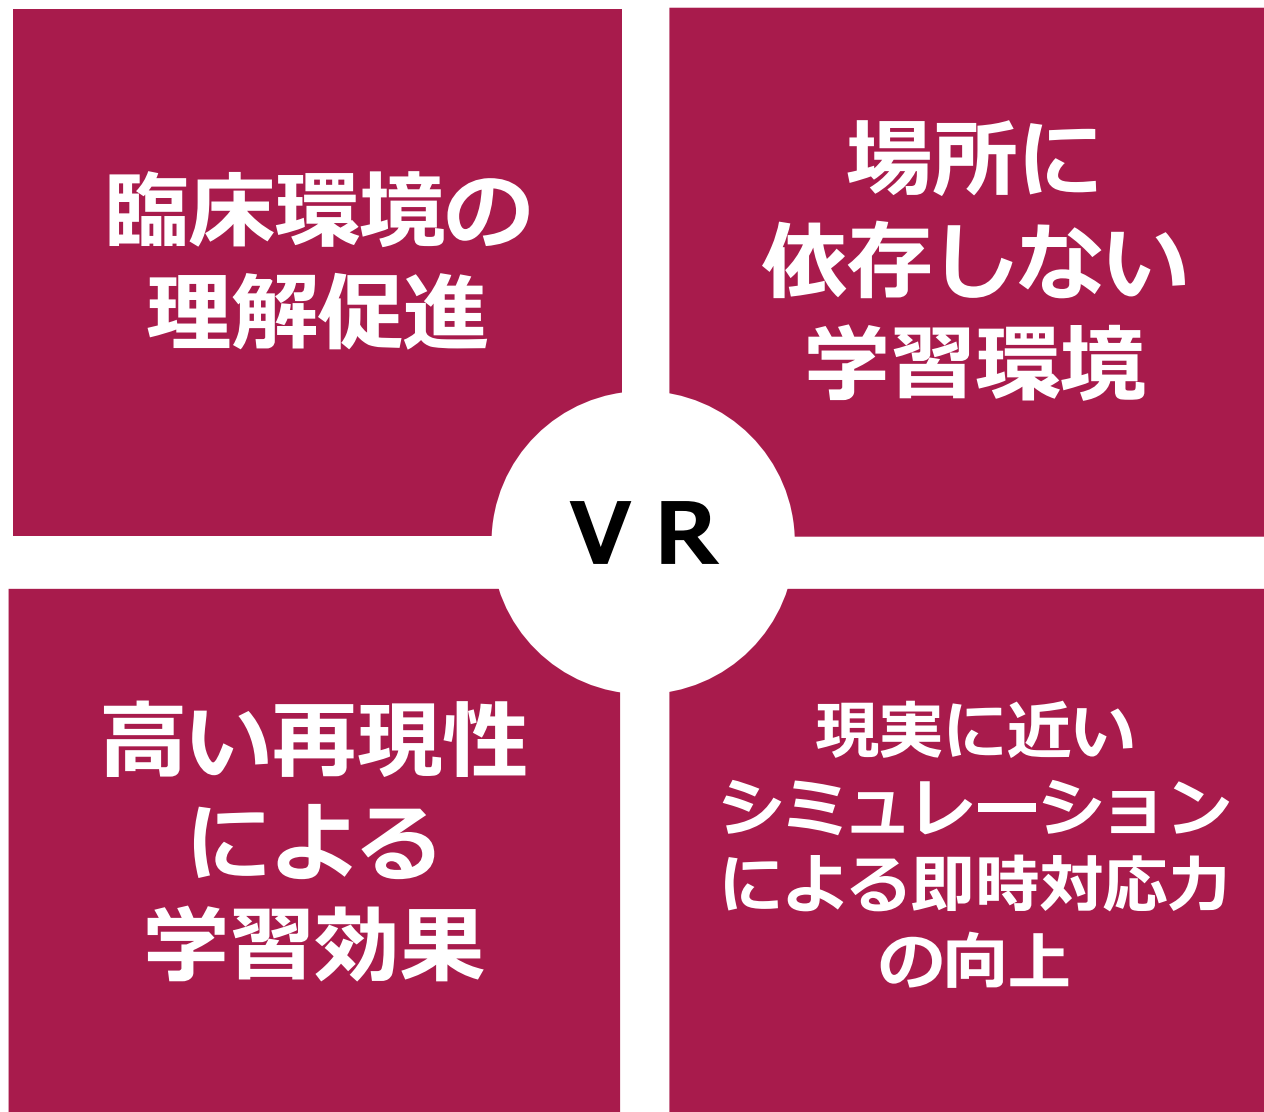 臨床環境の
理解促進
場所に
依存しない
学習環境
ＶＲ
高い再現性
による
学習効果
現実に近い
シミュレーション
による即時対応力
の向上